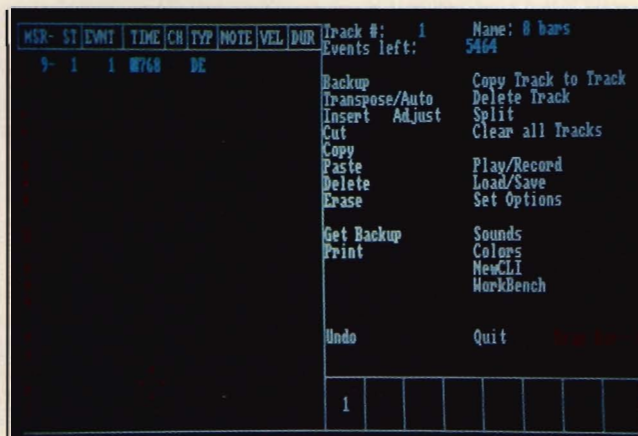 MSR- ST EVNT TIME CH TYP NOTE VEL DUR
9- 1 1 DE
Track #: 1 Name: 8 bars
Events left: 5464
Backup Copy Track to Track
Transpose/Auto Delete Track
Insert Adjust Split
Cut Clear all Tracks
Copy
Paste Play/Record
Delete Load/Save
Erase Set Options
Get Backup Sounds
Print Colors
NewCLI
WorkBench
Undo Quit
1